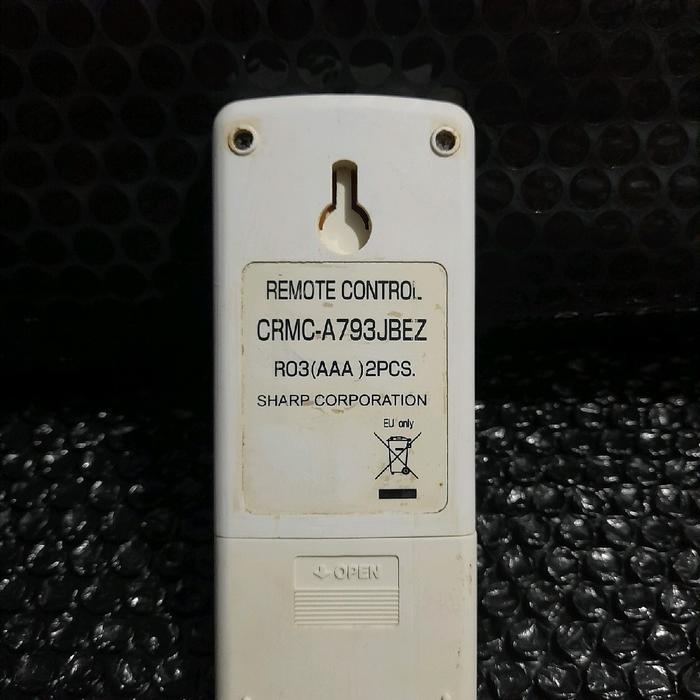 REMOTE CONTROL
CRMC-A793JBEZ
R03(AAA)2PCS.
SHARP CORPORATION
EU only
OPEN